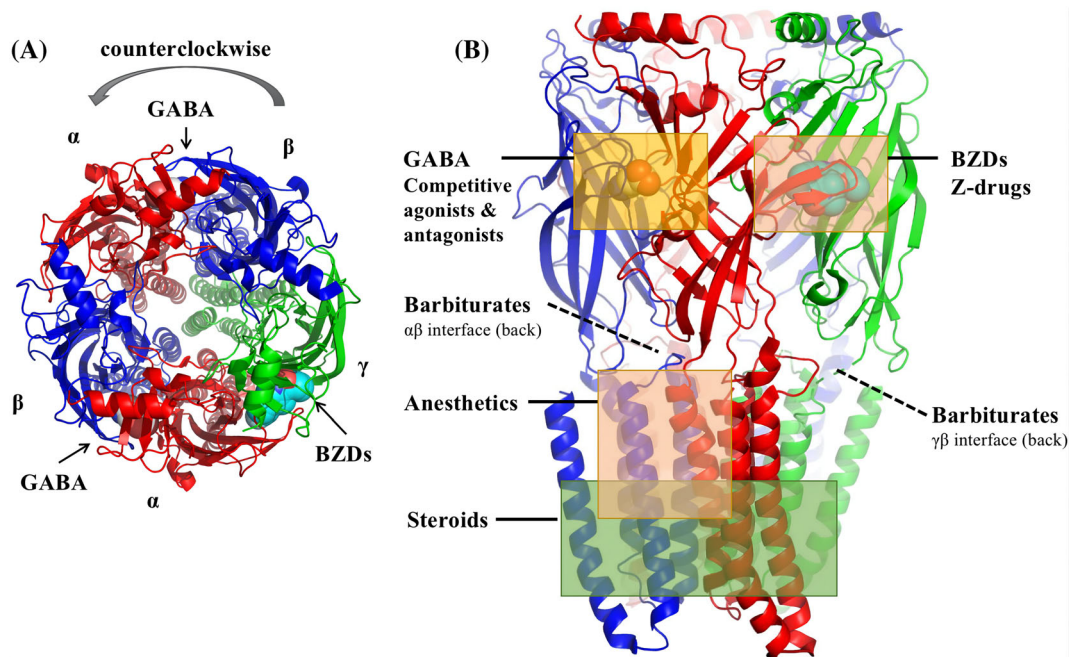 (A)
counterclockwise
GABA
α
β
β
γ
GABA
BZDs
α
(B)
GABA
Competitive
agonists &
antagonists
BZDs
Z-drugs
Barbiturates
αβ interface (back)
Anesthetics
Barbiturates
γβ interface (back)
Steroids